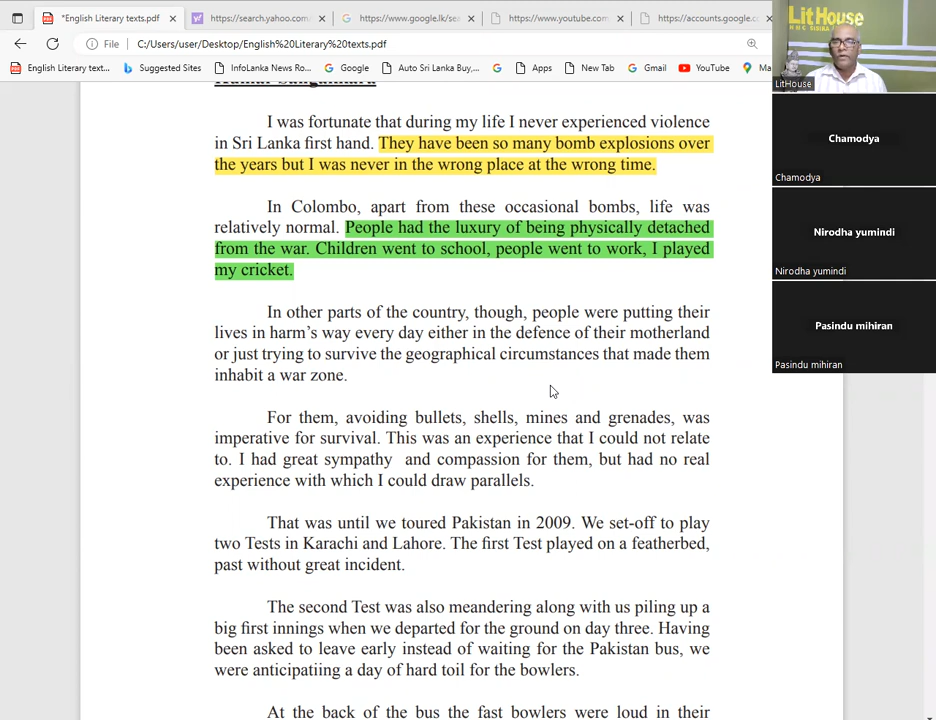 *English Literary texts.pdf
https://search.yahoo.com
https://www.google.lk/se
https://www.youtube.com
https://accounts.google.c
File
C:/Users/user/Desktop/English%20Literary%20texts.pdf
English Literary text...
Suggested Sites
InfoLanka News Ro...
Google
Auto Sri Lanka Buy,...
Apps
New Tab
Gmail
YouTube
Ma
I was fortunate that during my life I never experienced violence
in Sri Lanka first hand. They have been so many bomb explosions over
the years but I was never in the wrong place at the wrong time.
In Colombo, apart from these occasional bombs, life was
relatively normal. People had the luxury of being physically detached
from the war. Children went to school, people went to work, I played
my cricket.
In other parts of the country, though, people were putting their
lives in harm's way every day either in the defence of their motherland
or just trying to survive the geographical circumstances that made them
inhabit a war zone.
For them, avoiding bullets, shells, mines and grenades, was
imperative for survival. This was an experience that I could not relate
to. I had great sympathy and compassion for them, but had no real
experience with which I could draw parallels.
That was until we toured Pakistan in 2009. We set-off to play
two Tests in Karachi and Lahore. The first Test played on a featherbed,
past without great incident.
The second Test was also meandering along with us piling up a
big first innings when we departed for the ground on day three. Having
been asked to leave early instead of waiting for the Pakistan bus, we
were anticipatiing a day of hard toil for the bowlers.
At the back of the bus the fast bowlers were loud in their
Lit House
LitHouse
Chamodya
Chamodya
Nirodha yumindi
Nirodha yumindi
Pasindu mihiran
Pasindu mihiran